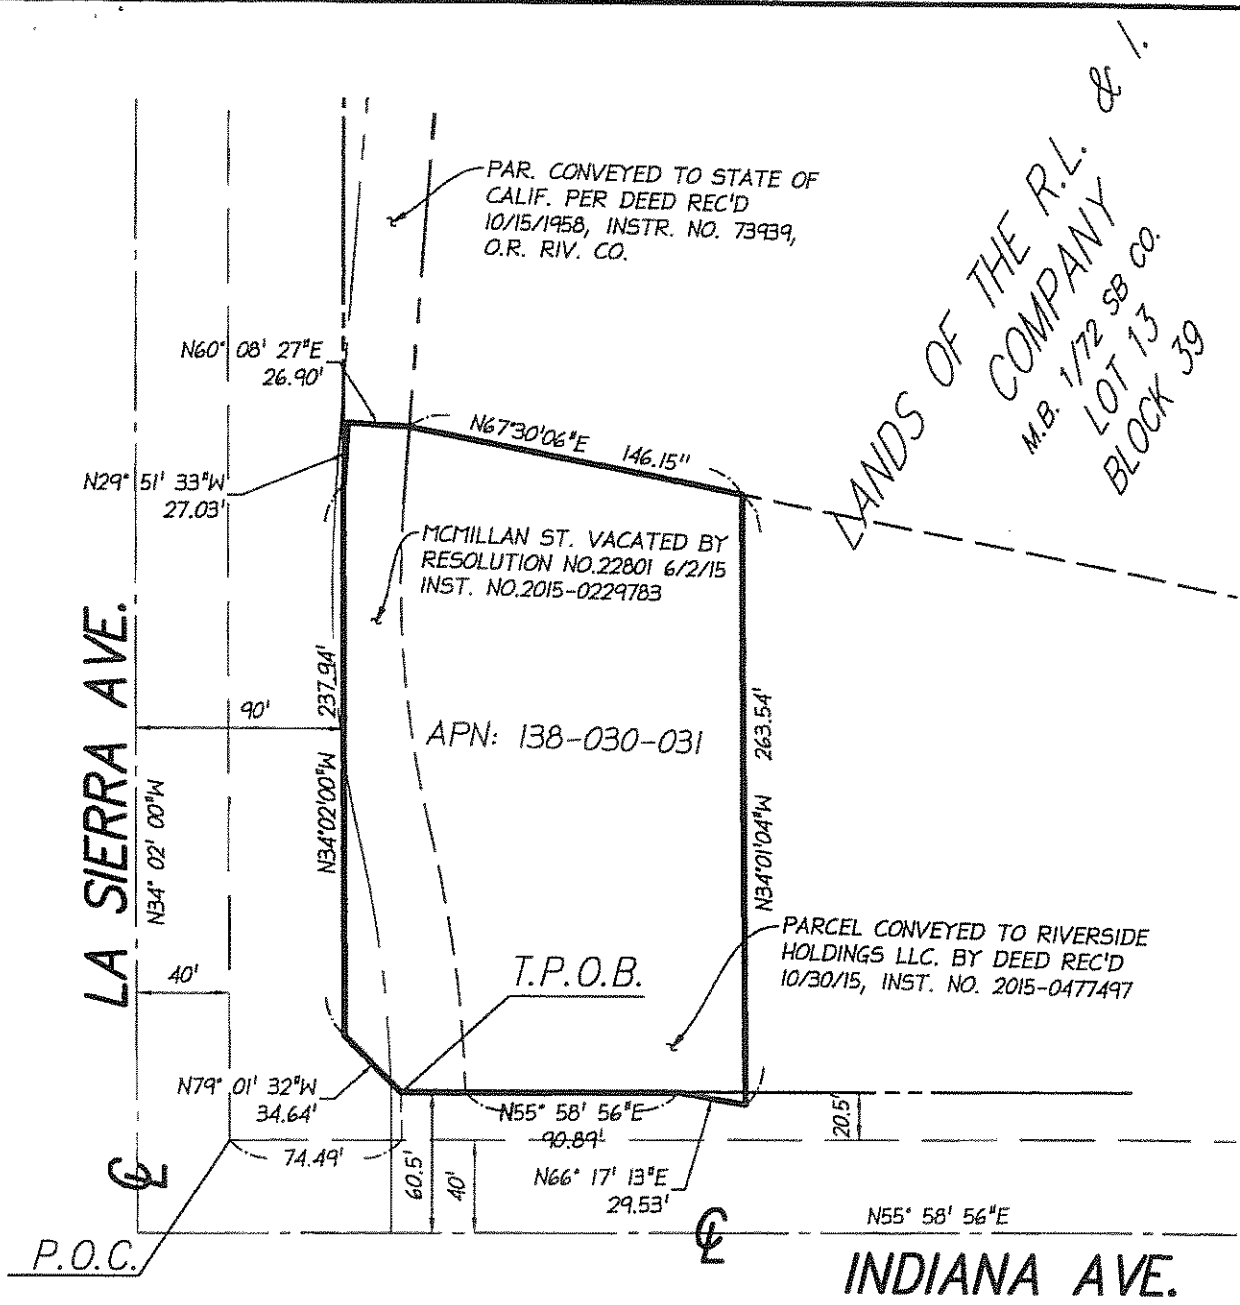 LANDS OF THE R.L. & I.
COMPANY
M.B. 1/72 SB CO.
LOT 13
BLOCK 39
PAR. CONVEYED TO STATE OF
CALIF. PER DEED REC'D
10/15/1958, INSTR. NO. 73939,
O.R. RIV. CO.
N60° 08' 27"E
26.90'
N67°30'06"E 146.15"
N29° 51' 33"W
27.03'
MCMILLAN ST. VACATED BY
RESOLUTION NO.22801 6/2/15
INST. NO.2015-0229783
LA SIERRA AVE.
N34° 02' 00"W
90'
N34°02'00"W 237.94'
APN: 138-030-031
N34°01'04"W 263.54'
PARCEL CONVEYED TO RIVERSIDE
HOLDINGS LLC. BY DEED REC'D
10/30/15, INST. NO. 2015-0477497
40'
T.P.O.B.
N79° 01' 32"W
34.64'
N55° 58' 56"E
90.89'
20.5'
74.49'
60.5'
40'
N66° 17' 13"E
29.53'
N55° 58' 56"E
CL
CL
P.O.C.
INDIANA AVE.